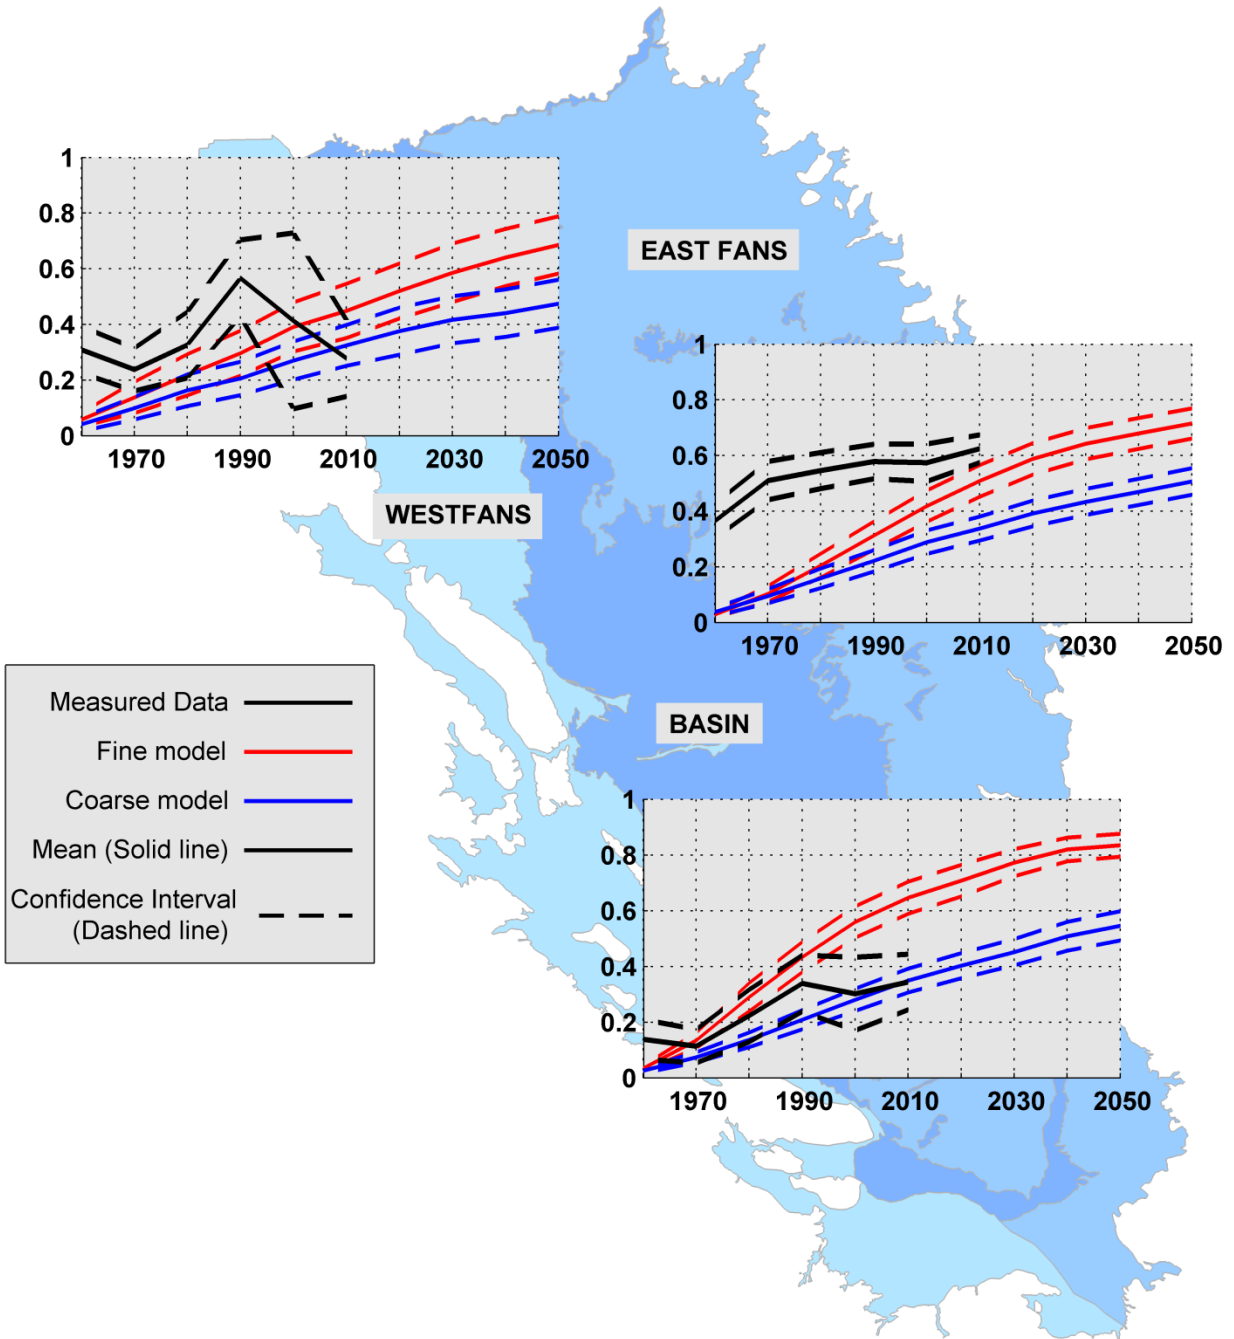 1
0.8
0.6
0.4
0.2
0
1970 1990 2010 2030 2050
WESTFANS
EAST FANS
1
0.8
0.6
0.4
0.2
0
1970 1990 2010 2030 2050
Measured Data
Fine model
Coarse model
Mean (Solid line)
Confidence Interval
(Dashed line)
BASIN
1
0.8
0.6
0.4
0.2
0
1970 1990 2010 2030 2050